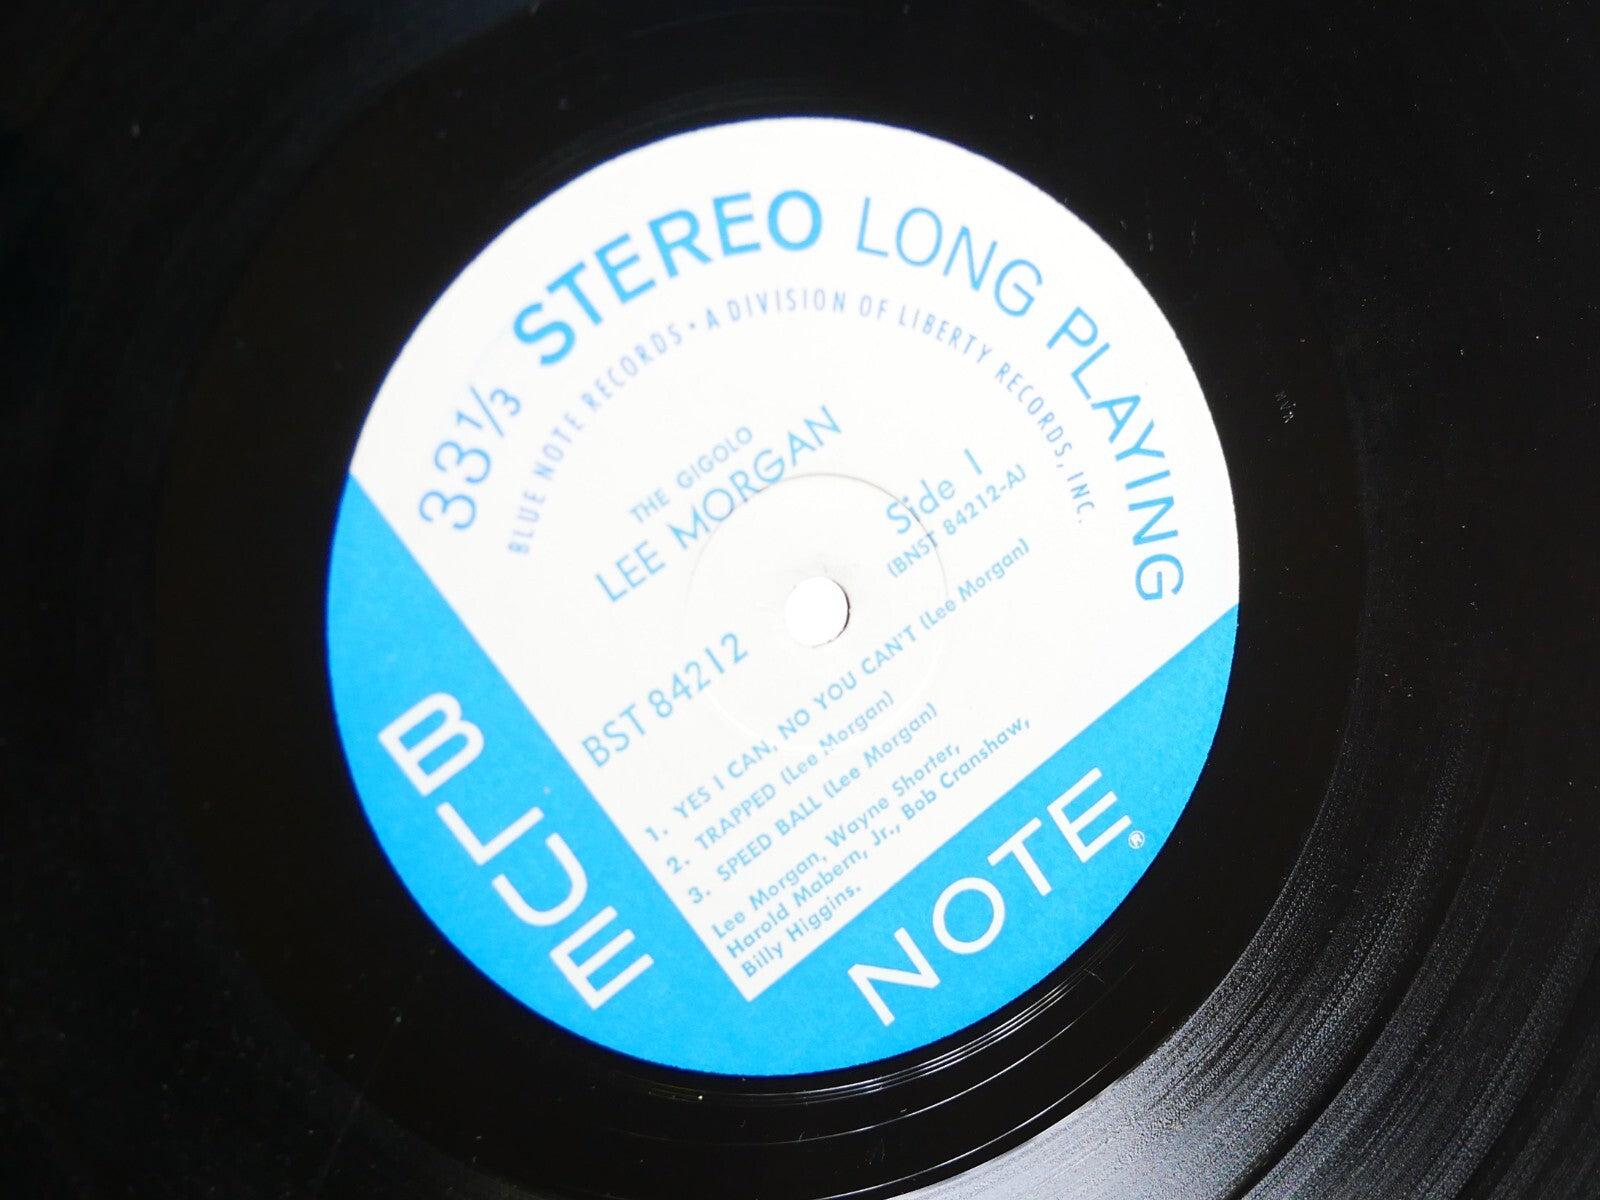 33⅓ STEREO LONG PLAYING
BLUE NOTE RECORDS • A DIVISION OF LIBERTY RECORDS, INC.
THE GIGOLO
LEE MORGAN
Side 1
(BNST 84212-A)
BST 84212
1. YES I CAN, NO YOU CAN'T (Lee Morgan)
2. TRAPPED (Lee Morgan)
3. SPEED BALL (Lee Morgan)
Lee Morgan, Wayne Shorter,
Harold Mabern, Jr., Bob Cranshaw,
Billy Higgins.
BLUE
NOTE®